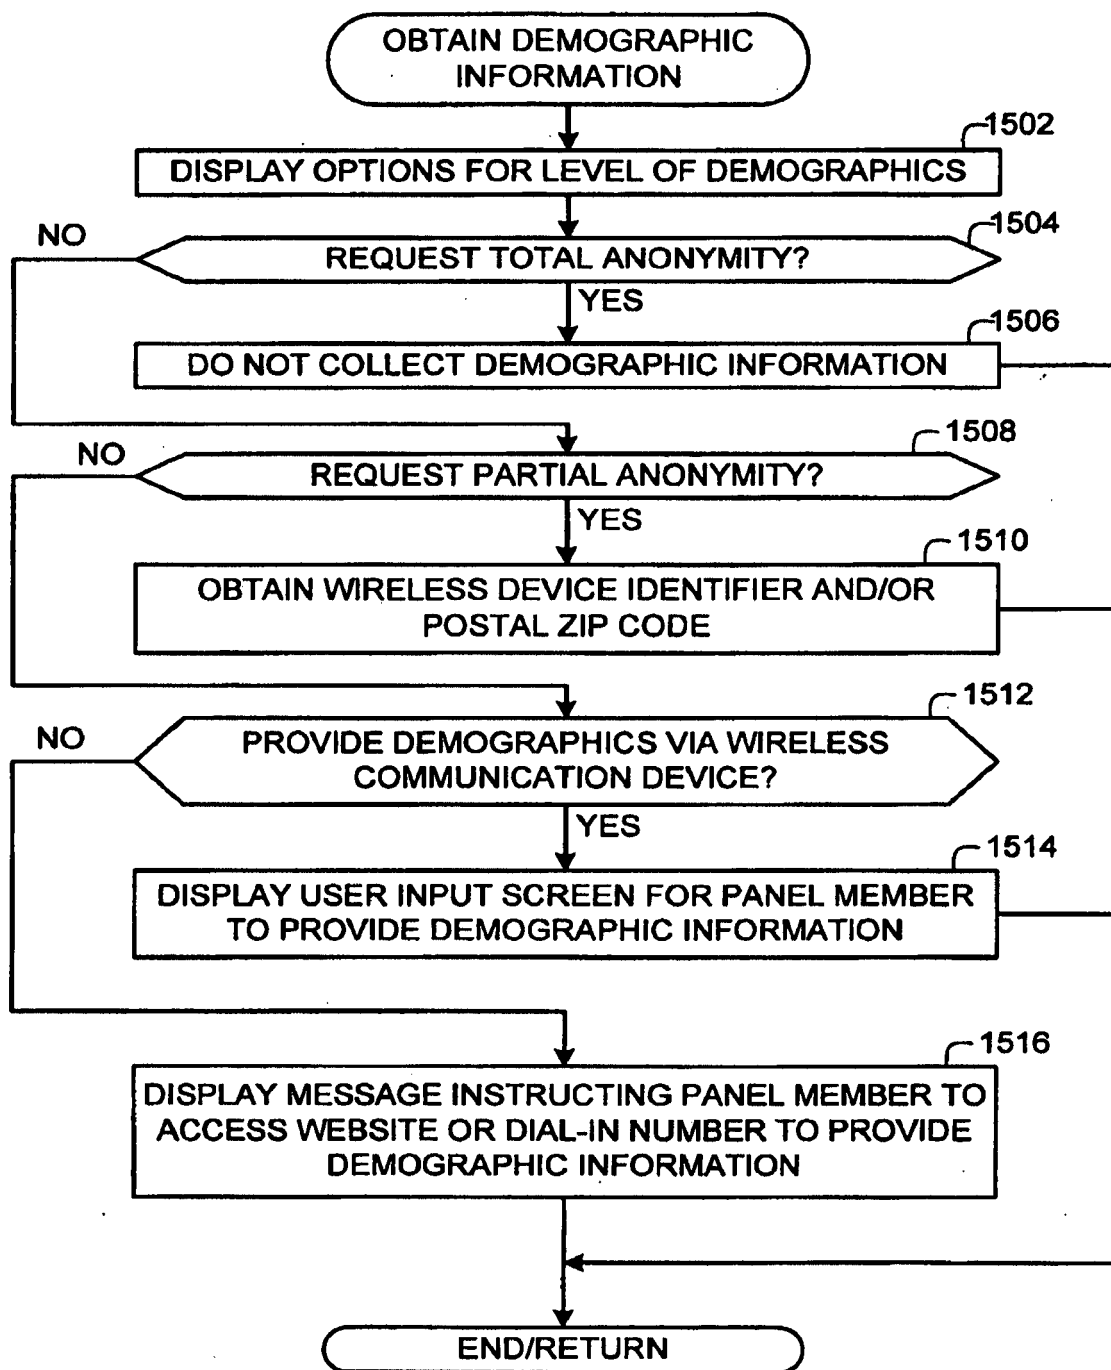 OBTAIN DEMOGRAPHIC
INFORMATION
1502
DISPLAY OPTIONS FOR LEVEL OF DEMOGRAPHICS
NO
1504
REQUEST TOTAL ANONYMITY?
YES
1506
DO NOT COLLECT DEMOGRAPHIC INFORMATION
NO
1508
REQUEST PARTIAL ANONYMITY?
YES
1510
OBTAIN WIRELESS DEVICE IDENTIFIER AND/OR
POSTAL ZIP CODE
1512
NO
PROVIDE DEMOGRAPHICS VIA WIRELESS
COMMUNICATION DEVICE?
YES
1514
DISPLAY USER INPUT SCREEN FOR PANEL MEMBER
TO PROVIDE DEMOGRAPHIC INFORMATION
1516
DISPLAY MESSAGE INSTRUCTING PANEL MEMBER TO
ACCESS WEBSITE OR DIAL-IN NUMBER TO PROVIDE
DEMOGRAPHIC INFORMATION
END/RETURN